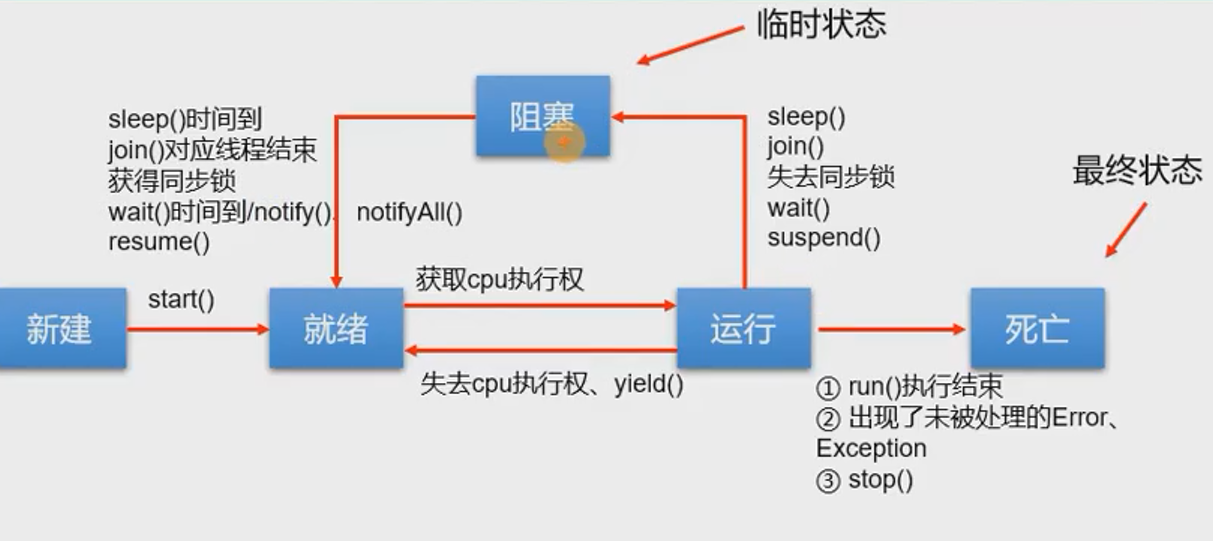 临时状态
阻塞
sleep()时间到
join()对应线程结束
获得同步锁
wait()时间到/notify()、notifyAll()
resume()
sleep()
join()
失去同步锁
wait()
suspend()
最终状态
start()
获取cpu执行权
新建
就绪
运行
死亡
失去cpu执行权、yield()
① run()执行结束
② 出现了未被处理的Error、
Exception
③ stop()